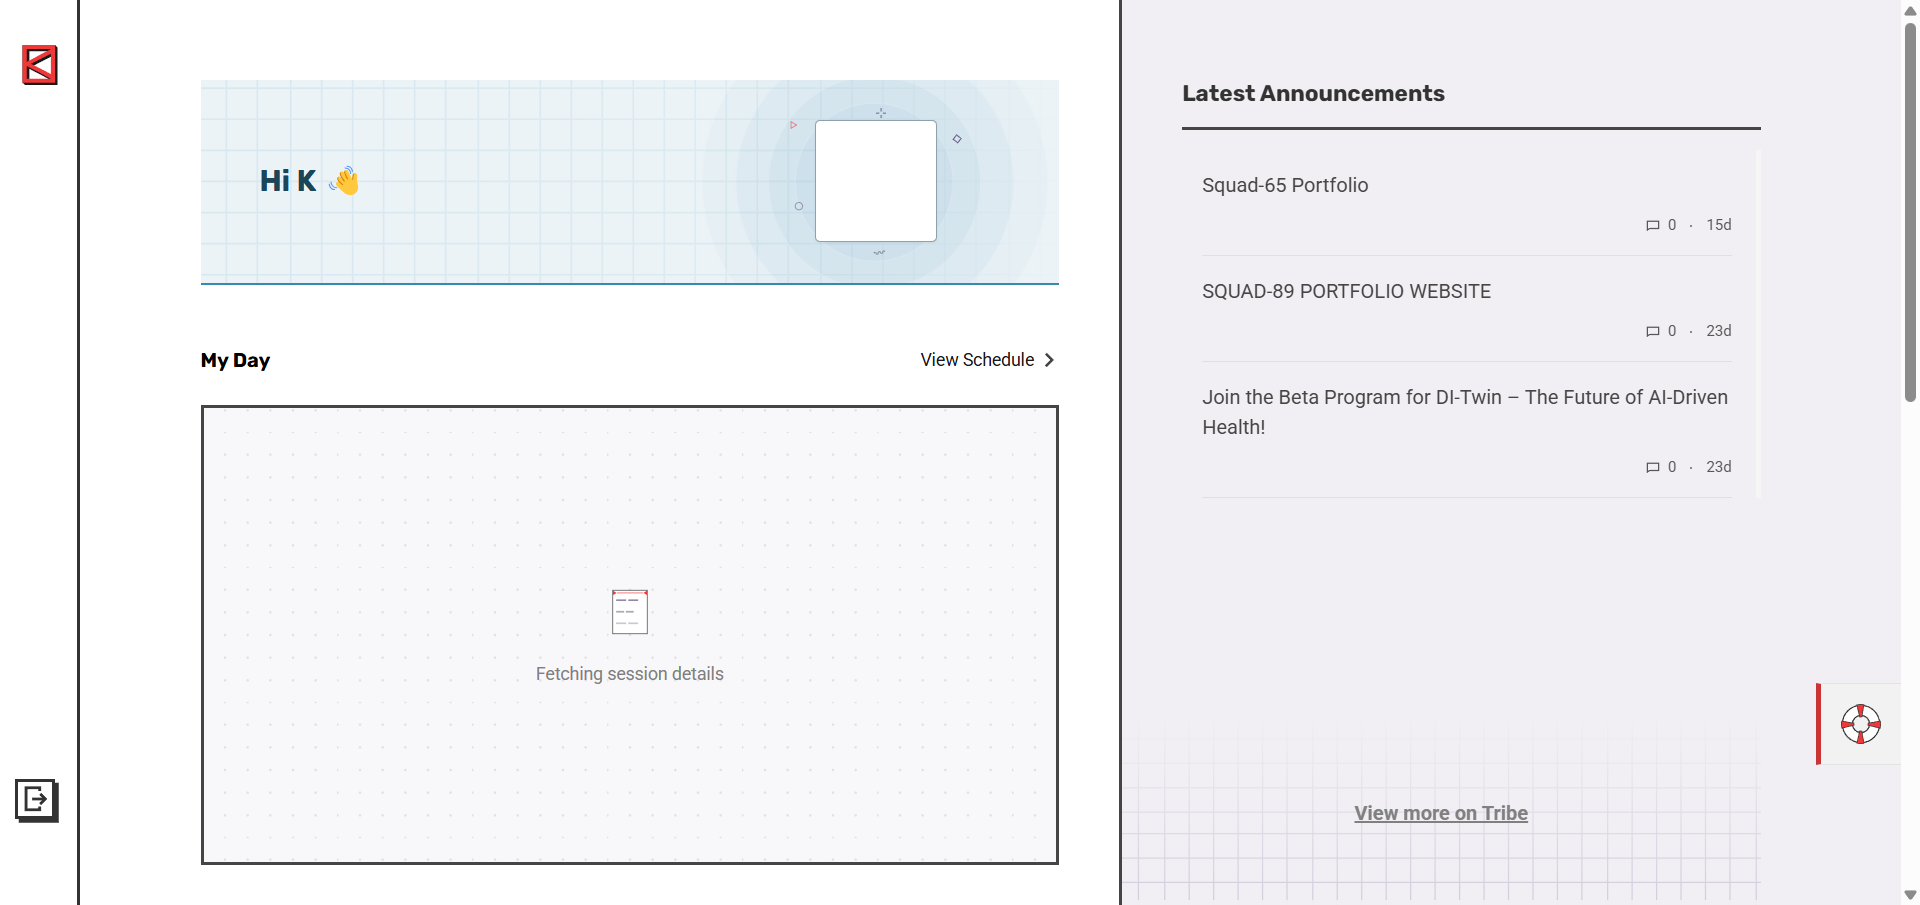 Hi K 👋
My Day
View Schedule
Fetching session details
Latest Announcements
Squad-65 Portfolio
0 · 15d
SQUAD-89 PORTFOLIO WEBSITE
0 · 23d
Join the Beta Program for DI-Twin – The Future of AI-Driven
Health!
0 · 23d
View more on Tribe